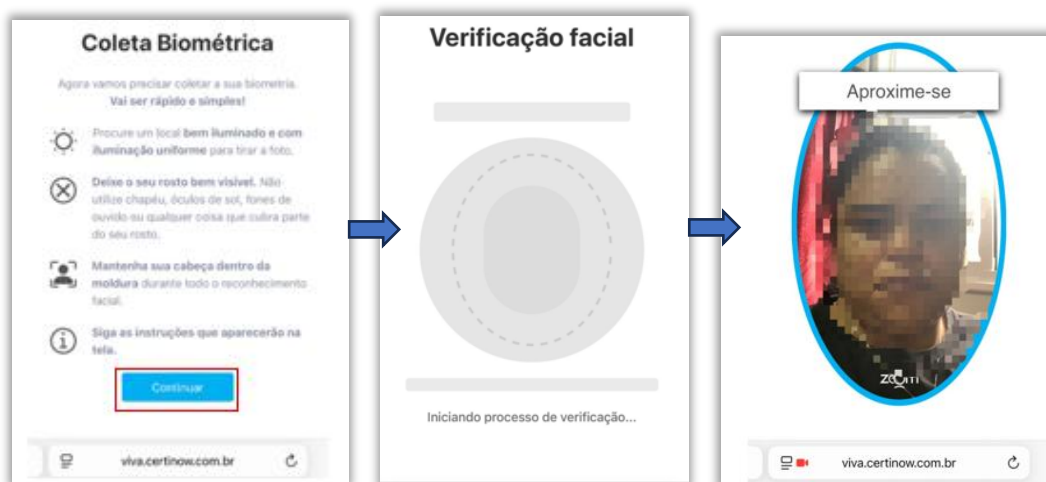 Coleta Biométrica
Agora vamos precisar coletar a sua biometria.
Vai ser rápido e simples!
Procure um local bem iluminado e com
iluminação uniforme para tirar a foto.
Deixe o seu rosto bem visível. Não
utilize chapéu, óculos de sol, fones de
ouvido ou qualquer coisa que cubra parte
do seu rosto.
Mantenha sua cabeça dentro da
moldura durante todo o reconhecimento
facial.
Siga as instruções que aparecerão na
tela.
Continuar
viva.certinow.com.br
Verificação facial
Iniciando processo de verificação...
Aproxime-se
viva.certinow.com.br